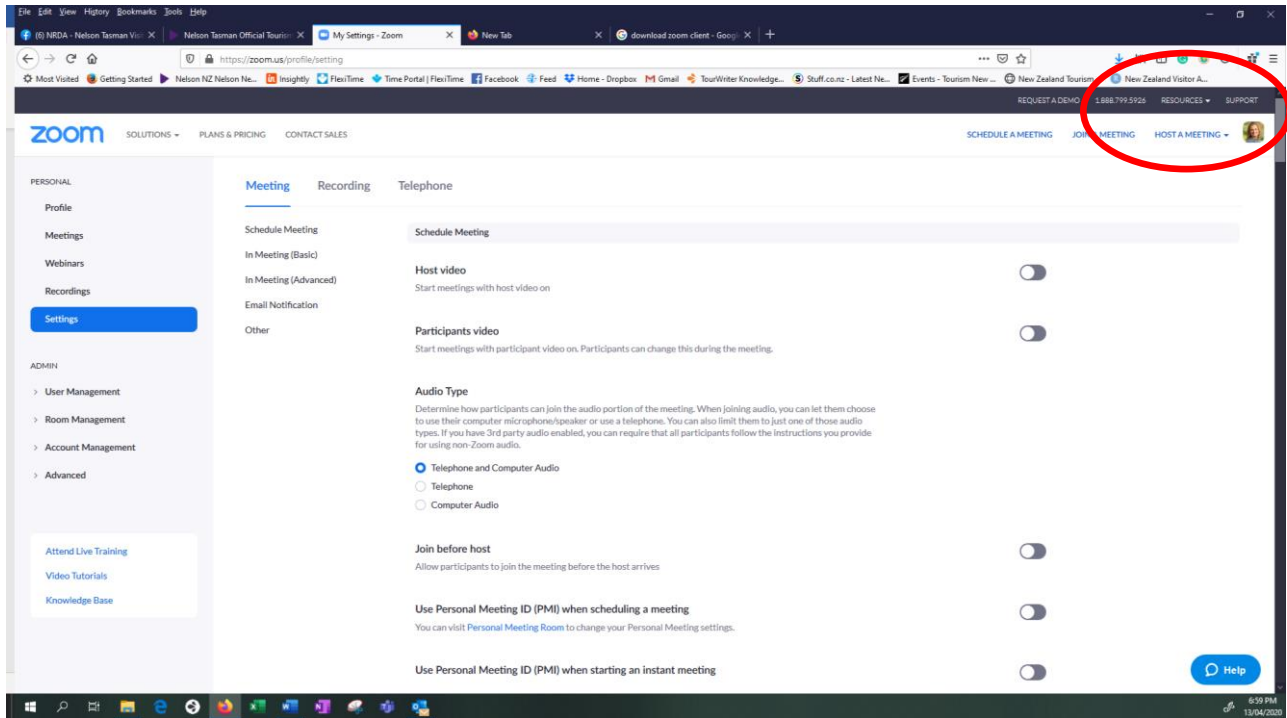 File Edit View History Bookmarks Tools Help
(6) NRDA - Nelson Tasman Visi
Nelson Tasman Official Tourism
My Settings - Zoom
New Tab
download zoom client - Google
https://zoom.us/profile/setting
Most Visited Getting Started Nelson NZ Nelson Ne... Insightly FlexiTime Time Portal | FlexiTime Facebook Feed Home - Dropbox Gmail TourWriter Knowledge... Stuff.co.nz - Latest Ne... Events - Tourism New ... New Zealand Tourism New Zealand Visitor A...
REQUEST A DEMO 1.888.799.5926 RESOURCES SUPPORT
zoom SOLUTIONS PLANS & PRICING CONTACT SALES SCHEDULE A MEETING JOIN A MEETING HOST A MEETING
PERSONAL
Profile
Meetings
Webinars
Recordings
Settings
ADMIN
User Management
Room Management
Account Management
Advanced
Attend Live Training
Video Tutorials
Knowledge Base
Meeting Recording Telephone
Schedule Meeting
In Meeting (Basic)
In Meeting (Advanced)
Email Notification
Other
Schedule Meeting
Host video
Start meetings with host video on
Participants video
Start meetings with participant video on. Participants can change this during the meeting.
Audio Type
Determine how participants can join the audio portion of the meeting. When joining audio, you can let them choose
to use their computer microphone/speaker or use a telephone. You can also limit them to just one of those audio
types. If you have 3rd party audio enabled, you can require that all participants follow the instructions you provide
for using non-Zoom audio.
Telephone and Computer Audio
Telephone
Computer Audio
Join before host
Allow participants to join the meeting before the host arrives
Use Personal Meeting ID (PMI) when scheduling a meeting
You can visit Personal Meeting Room to change your Personal Meeting settings.
Use Personal Meeting ID (PMI) when starting an instant meeting
Help
6:59 PM
13/04/2020